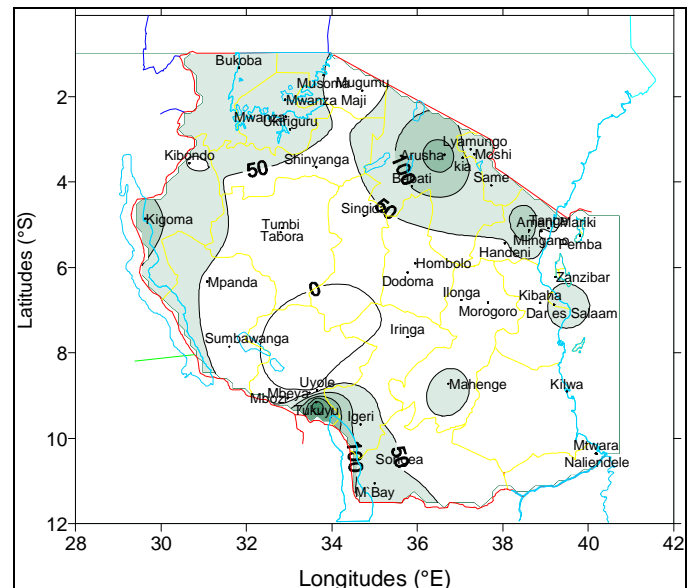 Bukoba
Musoma
Mugumu
2
Mwanza Maji
Mwanza
Ukiriguru
Lyamungo
Kibondo
Shinyanga
50
Arusha
Moshi
kia
100
4
Babati
Same
Kigoma
Singida
50
Tumbi
Tabora
Amani
Tanga
Mariki
Mlingano
Pemba
Handeni
6
Mpanda
Hombolo
Dodoma
Zanzibar
0
Ilonga
Kibaha
Morogoro
Dar es Salaam
Iringa
8
Sumbawanga
Uyole
Mbeya
Mbozi
Mahenge
Kilwa
Tukuyu
Igeri
10
100
50
Songea
Mtwara
Naliendele
M Bay
12
28
30
32
34
36
38
40
42
Latitudes (°S)
Longitudes (°E)